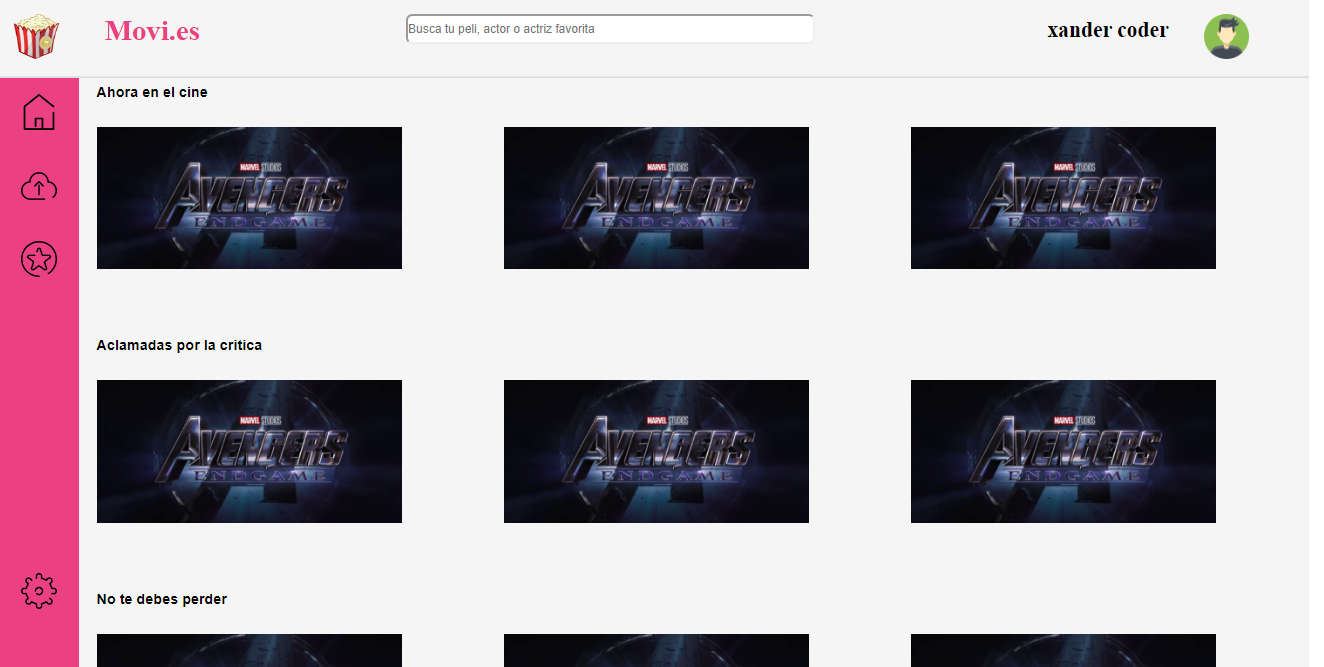 Movi.es
Busca tu peli, actor o actriz favorita
xander coder
Ahora en el cine
MARVEL STUDIOS
AVENGERS
ENDGAME
MARVEL STUDIOS
AVENGERS
ENDGAME
MARVEL STUDIOS
AVENGERS
ENDGAME
Aclamadas por la critica
MARVEL STUDIOS
AVENGERS
ENDGAME
MARVEL STUDIOS
AVENGERS
ENDGAME
MARVEL STUDIOS
AVENGERS
ENDGAME
No te debes perder